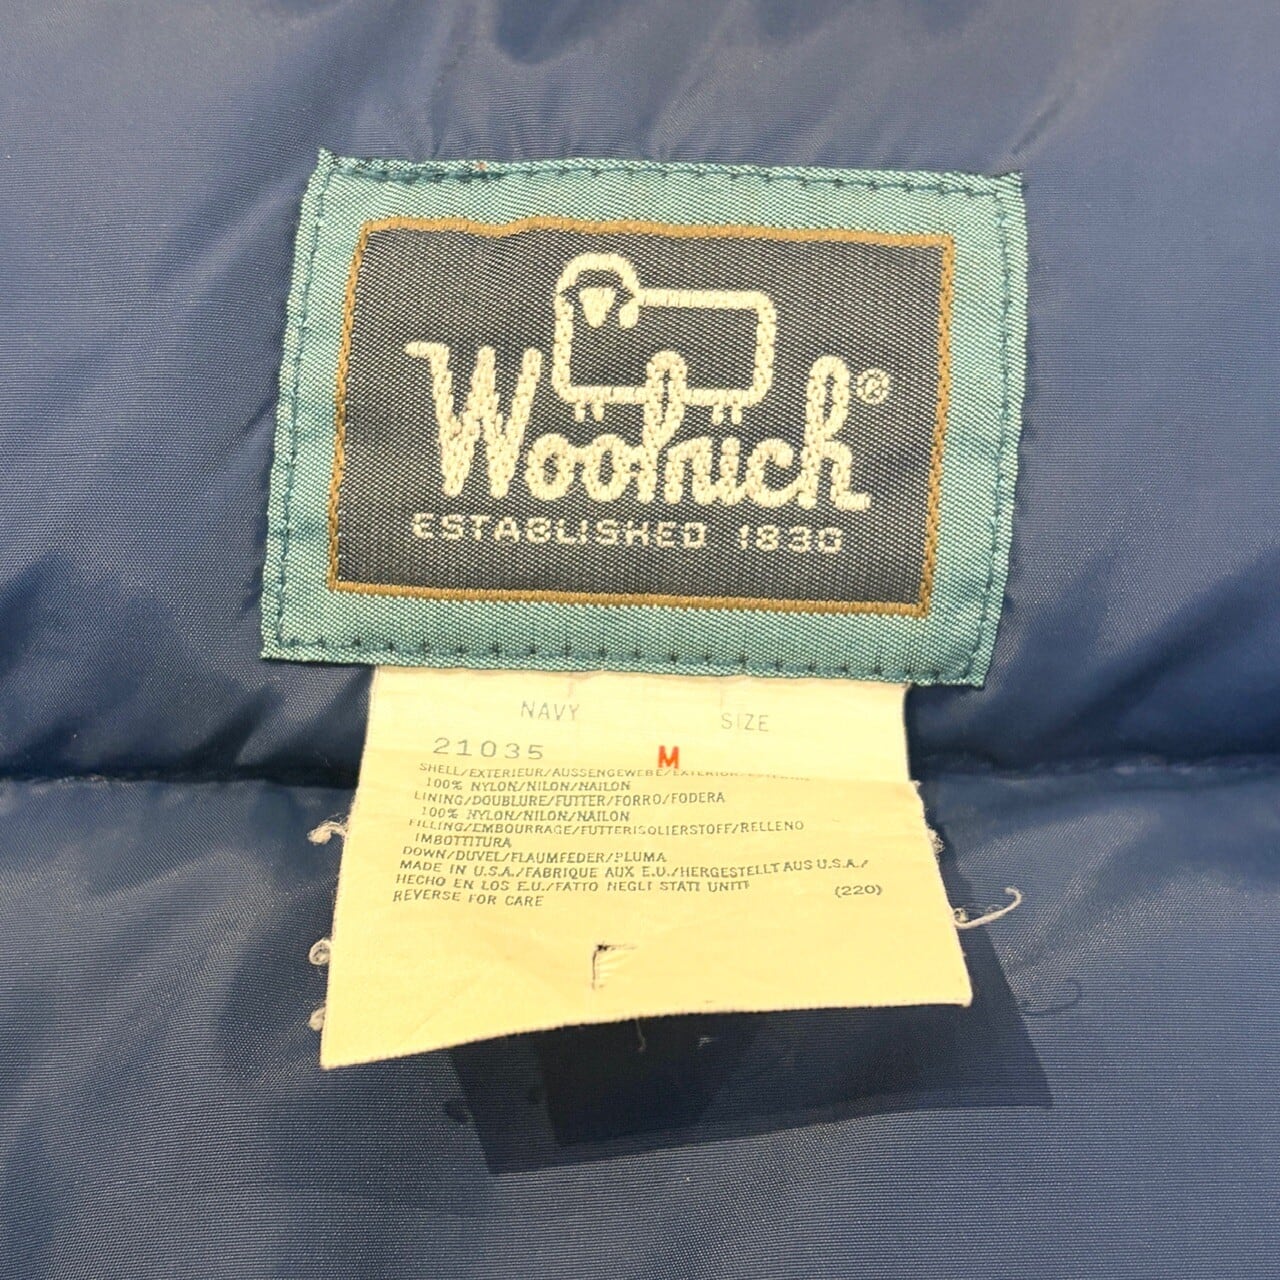 Woolrich®
ESTABLISHED 1830
NAVY SIZE
21035 M
SHELL/EXTERIEUR/AUSSENGEWEBE/EXTERIOR/ESTERNO
100% NYLON/NILON/NAILON
LINING/DOUBLURE/FUTTER/FORRO/FODERA
100% NYLON/NILON/NAILON
FILLING/EMBOURRAGE/FUTTERISOLIERSTOFF/RELLENO
IMBOTTITURA
DOWN/DUVEL/FLAUMFEDER/PLUMA
MADE IN U.S.A./FABRIQUE AUX E.U./HERGESTELLT AUS U.S.A./
HECHO EN LOS E.U./FATTO NEGLI STATI UNITI (220)
REVERSE FOR CARE